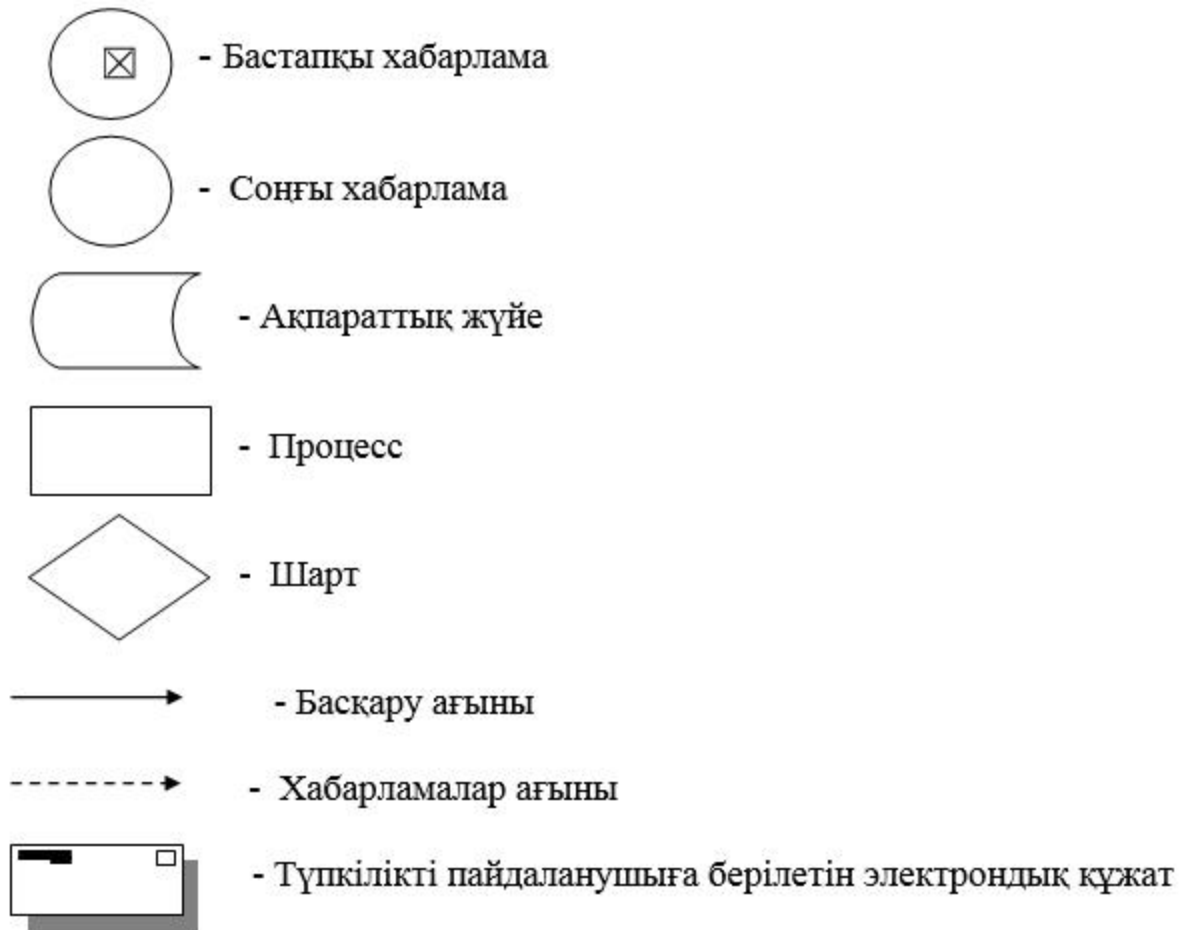 - Бастапқы хабарлама
- Соңғы хабарлама
- Ақпараттық жүйе
- Процесс
- Шарт
- Басқару ағыны
- Хабарламалар ағыны
- Түпкілікті пайдаланушыға берілетін электрондық құжат